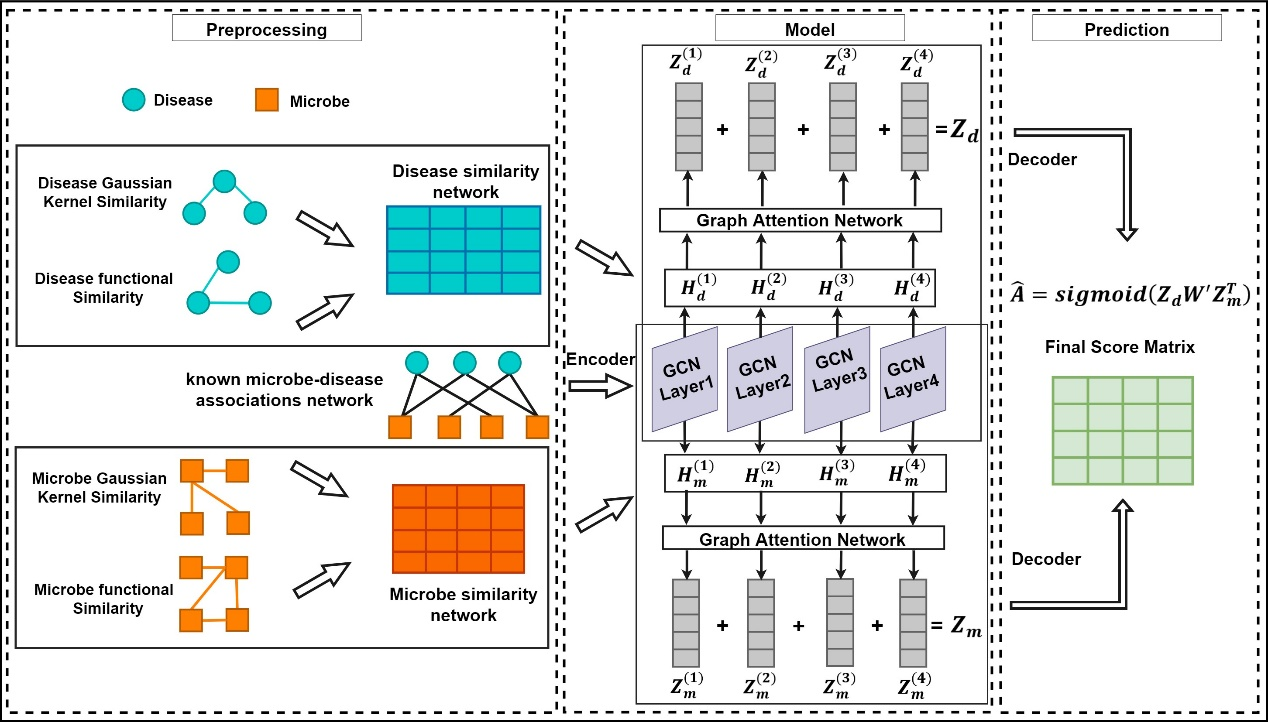 Preprocessing
Disease
Microbe
Disease Gaussian
Kernel Similarity
Disease functional
Similarity
Disease similarity
network
known microbe-disease
associations network
Microbe Gaussian
Kernel Similarity
Microbe functional
Similarity
Microbe similarity
network
Encoder
Model
Z_d^{(1)} Z_d^{(2)} Z_d^{(3)} Z_d^{(4)}
+ + + = Z_d
Graph Attention Network
H_d^{(1)} H_d^{(2)} H_d^{(3)} H_d^{(4)}
GCN
Layer1
GCN
Layer2
GCN
Layer3
GCN
Layer4
H_m^{(1)} H_m^{(2)} H_m^{(3)} H_m^{(4)}
Graph Attention Network
+ + + = Z_m
Z_m^{(1)} Z_m^{(2)} Z_m^{(3)} Z_m^{(4)}
Prediction
Decoder
Â = sigmoid(Z_d W′ Z_m^T)
Final Score Matrix
Decoder